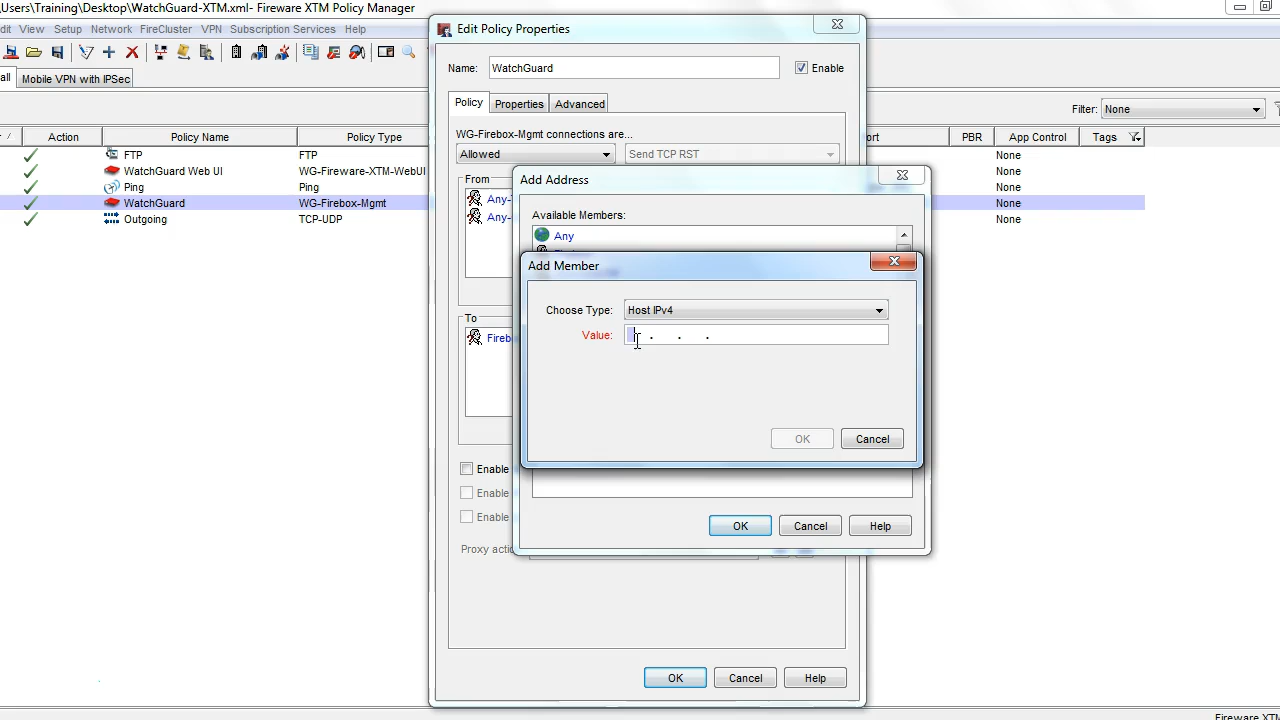 \Users\Training\Desktop\WatchGuard-XTM.xml- Fireware XTM Policy Manager
dit View Setup Network FireCluster VPN Subscription Services Help
all Mobile VPN with IPSec
Filter: None
Action Policy Name Policy Type ort PBR App Control Tags
FTP FTP None
WatchGuard Web UI WG-Fireware-XTM-WebUI None
Ping Ping None
WatchGuard WG-Firebox-Mgmt None
Outgoing TCP-UDP None
Edit Policy Properties
Name: WatchGuard Enable
Policy Properties Advanced
WG-Firebox-Mgmt connections are...
Allowed Send TCP RST
From
Any-
Any-
To
Fireb
Enable
Enable
Enable
Proxy actio
OK Cancel Help
Add Address
Available Members:
Any
OK Cancel Help
Add Member
Choose Type: Host IPv4
Value: . . .
OK Cancel
Fireware XTM